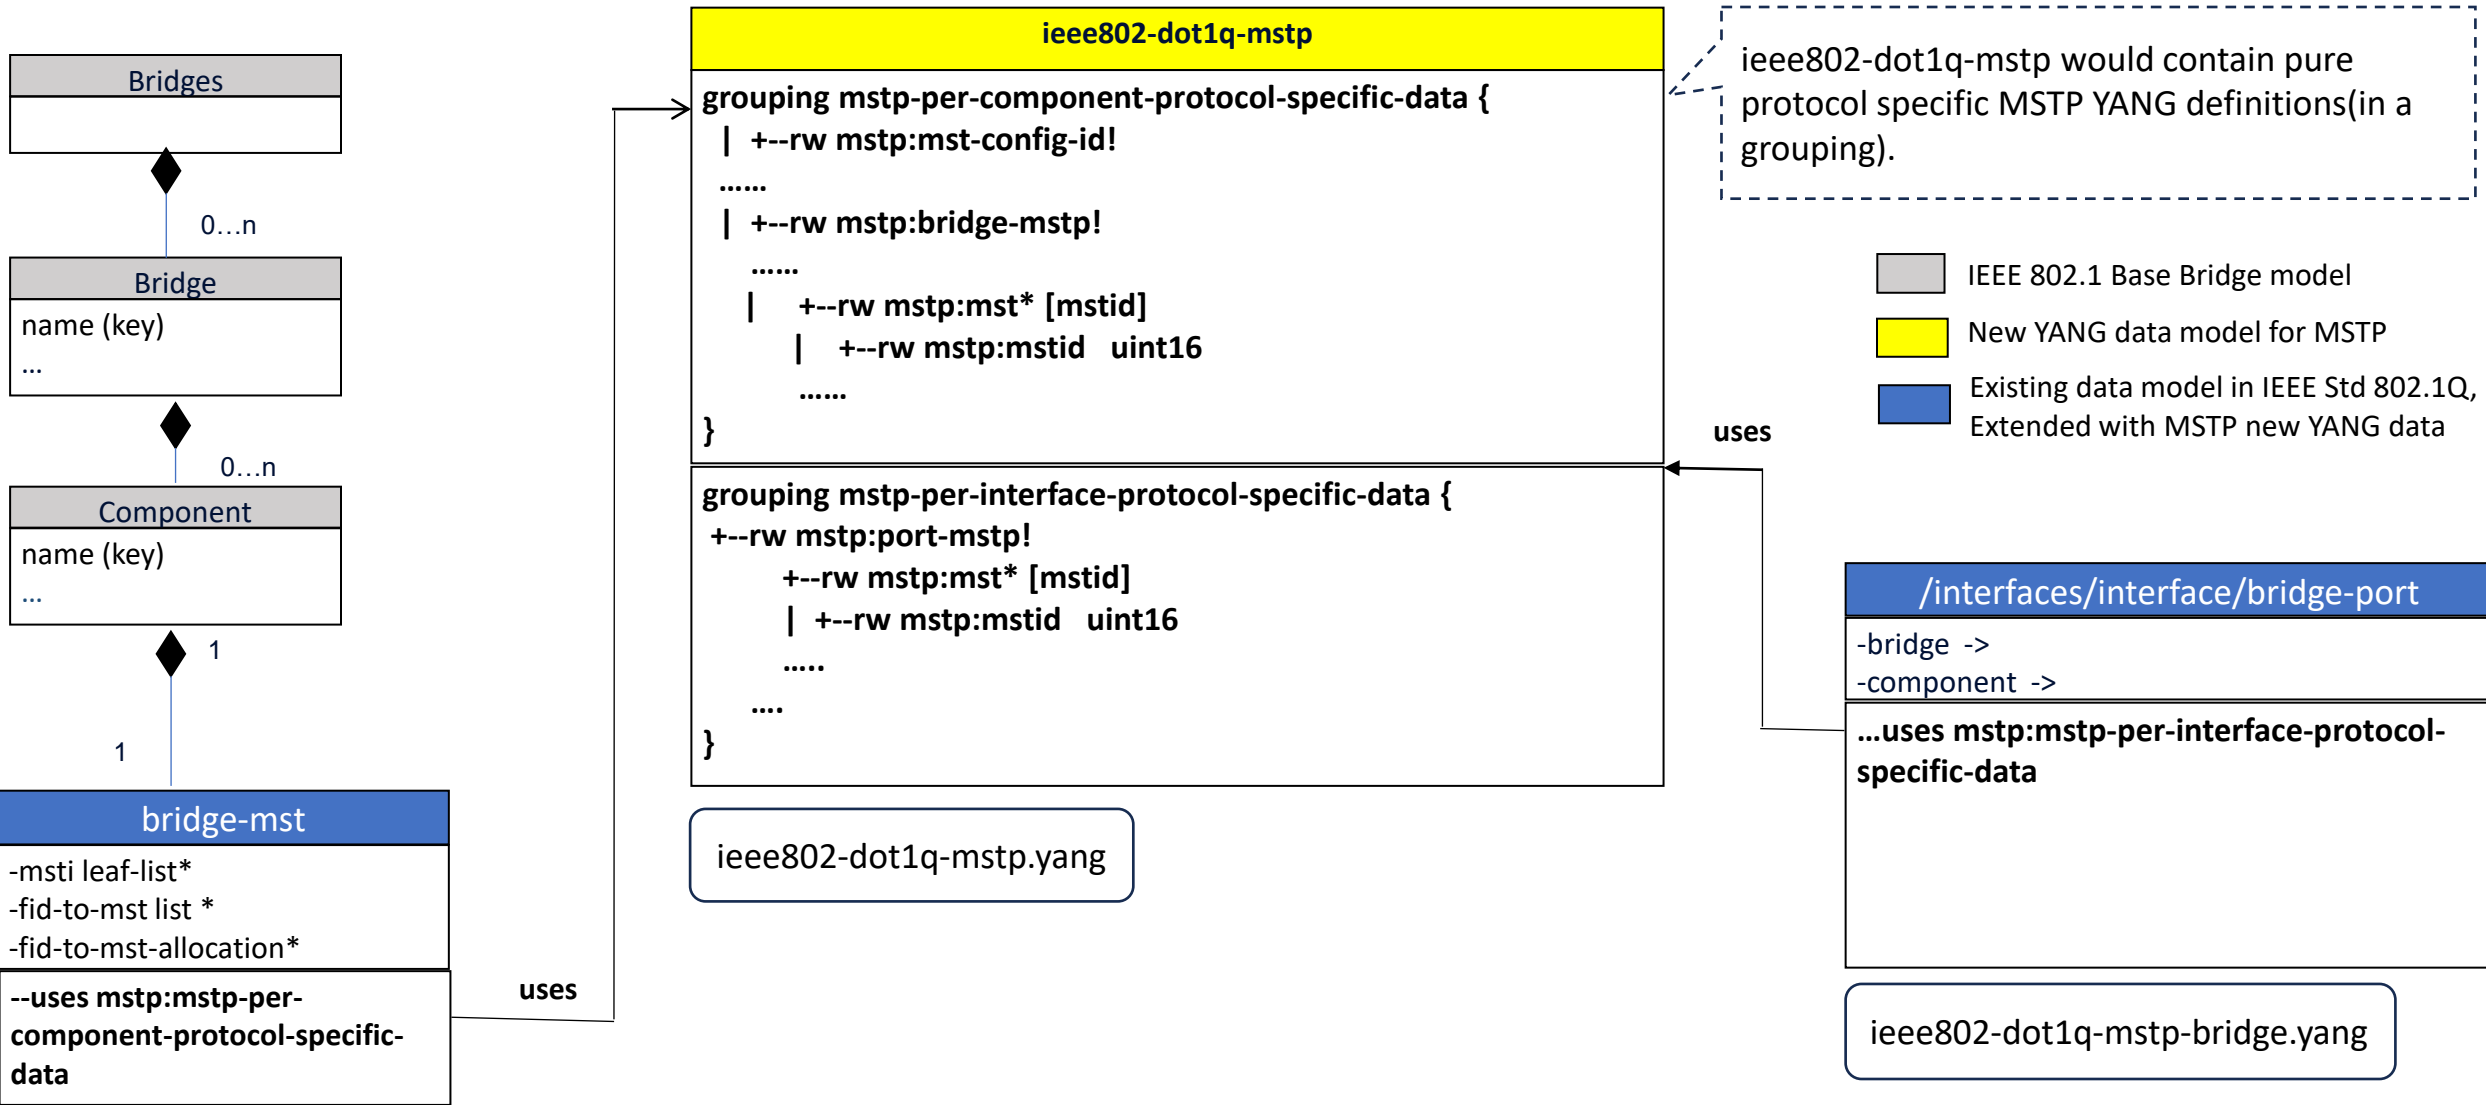 Bridges
0...n
Bridge
name (key)
...
0...n
Component
name (key)
...
1
1
bridge-mst
-msti leaf-list*
-fid-to-mst list *
-fid-to-mst-allocation*
--uses mstp:mstp-per-
component-protocol-specific-
data
uses
ieee802-dot1q-mstp
grouping mstp-per-component-protocol-specific-data {
| +--rw mstp:mst-config-id!
......
| +--rw mstp:bridge-mstp!
......
| +--rw mstp:mst* [mstid]
| +--rw mstp:mstid uint16
......
}
grouping mstp-per-interface-protocol-specific-data {
+--rw mstp:port-mstp!
+--rw mstp:mst* [mstid]
| +--rw mstp:mstid uint16
.....
....
}
ieee802-dot1q-mstp.yang
ieee802-dot1q-mstp would contain pure
protocol specific MSTP YANG definitions(in a
grouping).
IEEE 802.1 Base Bridge model
New YANG data model for MSTP
Existing data model in IEEE Std 802.1Q,
Extended with MSTP new YANG data
uses
/interfaces/interface/bridge-port
-bridge ->
-component ->
...uses mstp:mstp-per-interface-protocol-
specific-data
ieee802-dot1q-mstp-bridge.yang